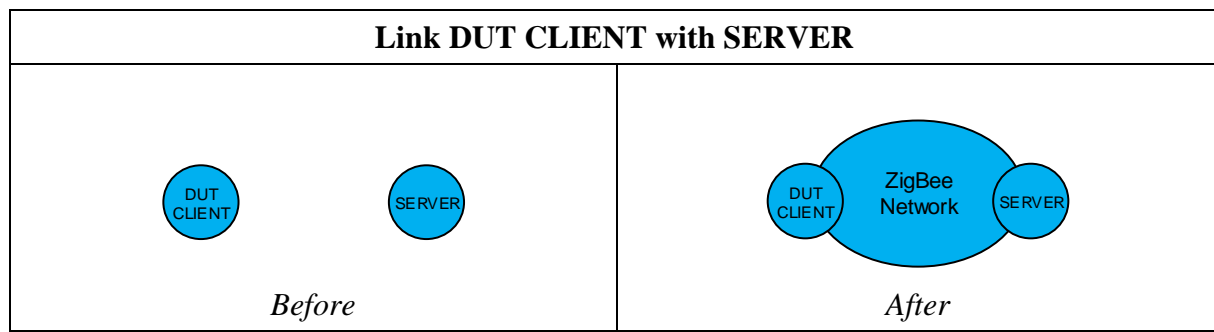 Link DUT CLIENT with SERVER
DUT
CLIENT
SERVER
Before
DUT
CLIENT
ZigBee
Network
SERVER
After